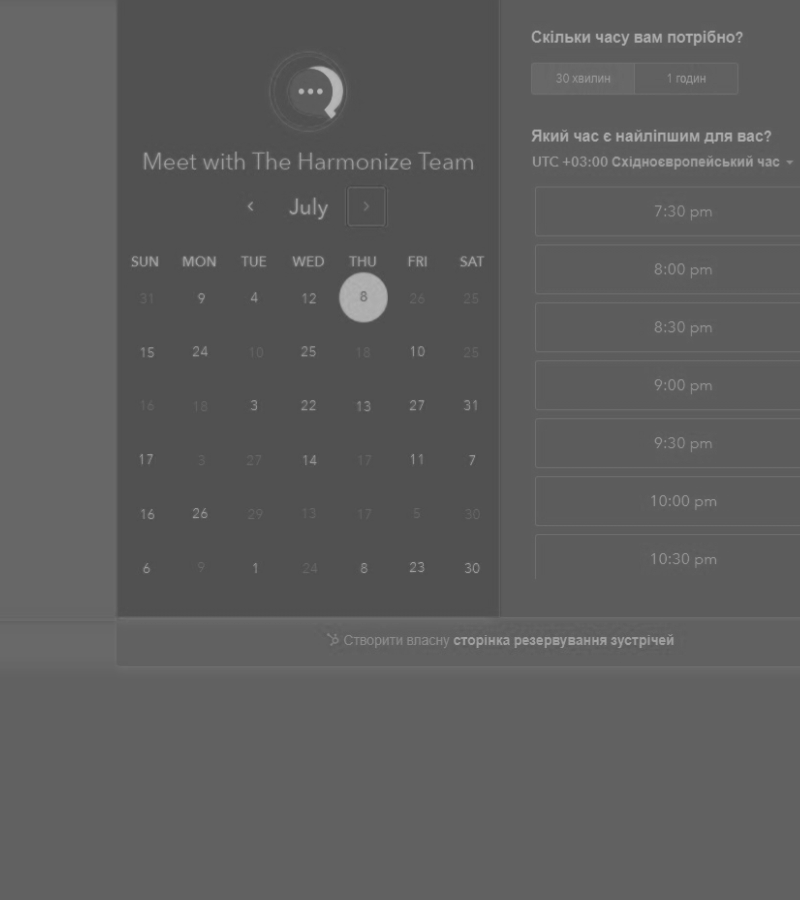 Meet with The Harmonize Team
July
SUN MON TUE WED THU FRI SAT
31 9 4 12 8 26 25
15 24 10 25 18 10 25
16 18 3 22 13 27 31
17 3 27 14 17 11 7
16 26 29 13 17 5 30
6 9 1 24 8 23 30
Скільки часу вам потрібно?
30 хвилин 1 годин
Який час є найліпшим для вас?
UTC +03:00 Східноєвропейський час
7:30 pm
8:00 pm
8:30 pm
9:00 pm
9:30 pm
10:00 pm
10:30 pm
Створити власну сторінка резервування зустрічей